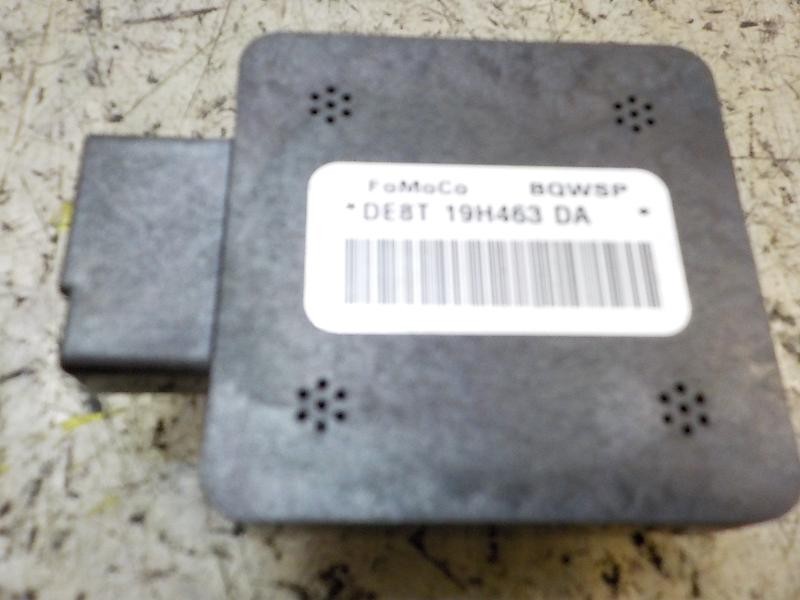 FoMoCo BQWSP
*DE8T 19H463 DA *